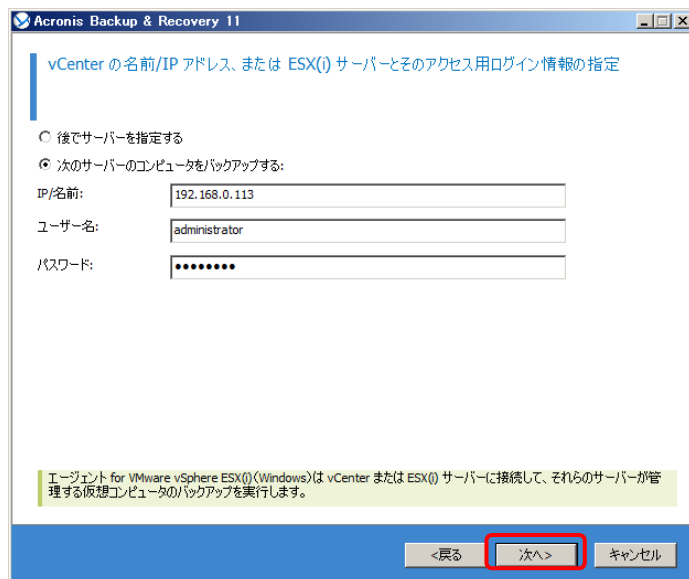 Acronis Backup & Recovery 11
vCenter の名前/IP アドレス、または ESX(i) サーバーとそのアクセス用ログイン情報の指定
後でサーバーを指定する
次のサーバーのコンピュータをバックアップする:
IP/名前:
192.168.0.113
ユーザー名:
administrator
パスワード:
●●●●●●●●
エージェント for VMware vSphere ESX(i)(Windows)は vCenter または ESX(i) サーバーに接続して、それらのサーバーが管
理する仮想コンピュータのバックアップを実行します。
<戻る
次へ>
キャンセル